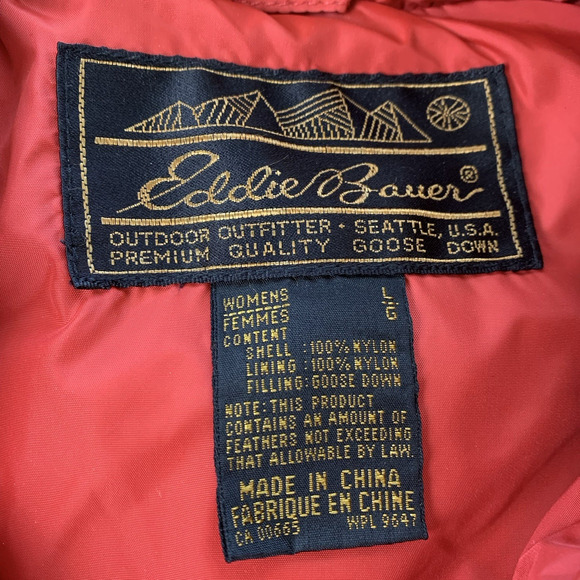 Eddie Bauer®
OUTDOOR OUTFITTER • SEATTLE, U.S.A.
PREMIUM QUALITY GOOSE DOWN
WOMENS L
FEMMES G
CONTENT
SHELL :100% NYLON
LINING :100% NYLON
FILLING:GOOSE DOWN
NOTE:THIS PRODUCT
CONTAINS AN AMOUNT OF
FEATHERS NOT EXCEEDING
THAT ALLOWABLE BY LAW.
MADE IN CHINA
FABRIQUE EN CHINE
CA 00665 WPL 9647